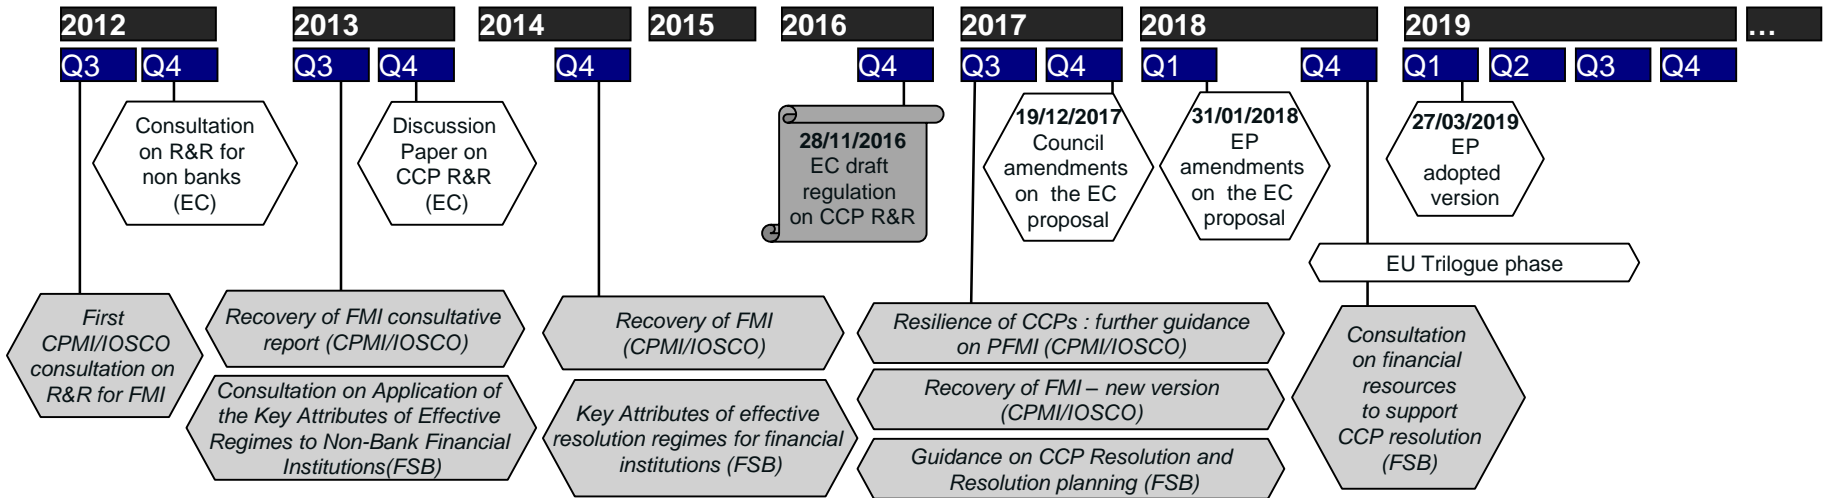 2012 2013 2014 2015 2016 2017 2018 2019 ...
Q3 Q4 Q3 Q4 Q4 Q4 Q3 Q4 Q1 Q4 Q1 Q2 Q3 Q4
Consultation
on R&R for
non banks
(EC)
Discussion
Paper on
CCP R&R
(EC)
28/11/2016
EC draft
regulation
on CCP R&R
19/12/2017
Council
amendments
on the EC
proposal
31/01/2018
EP
amendments
on the EC
proposal
27/03/2019
EP
adopted
version
EU Trilogue phase
First
CPMI/IOSCO
consultation on
R&R for FMI
Recovery of FMI consultative
report (CPMI/IOSCO)
Consultation on Application of
the Key Attributes of Effective
Regimes to Non-Bank Financial
Institutions(FSB)
Recovery of FMI
(CPMI/IOSCO)
Key Attributes of effective
resolution regimes for financial
institutions (FSB)
Resilience of CCPs : further guidance
on PFMI (CPMI/IOSCO)
Recovery of FMI – new version
(CPMI/IOSCO)
Guidance on CCP Resolution and
Resolution planning (FSB)
Consultation
on financial
resources
to support
CCP resolution
(FSB)